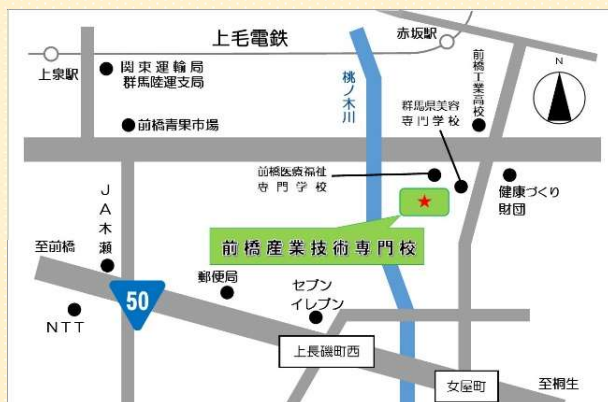 上毛電鉄
赤坂駅
上泉駅
関東運輸局
群馬陸運支局
前橋青果市場
桃ノ木川
前橋工業高校
N
群馬県美容
専門学校
前橋医療福祉
専門学校
健康づくり
財団
JA木瀬
前橋産業技術専門校
至前橋
50
郵便局
セブン
イレブン
NTT
上長磯町西
女屋町
至桐生